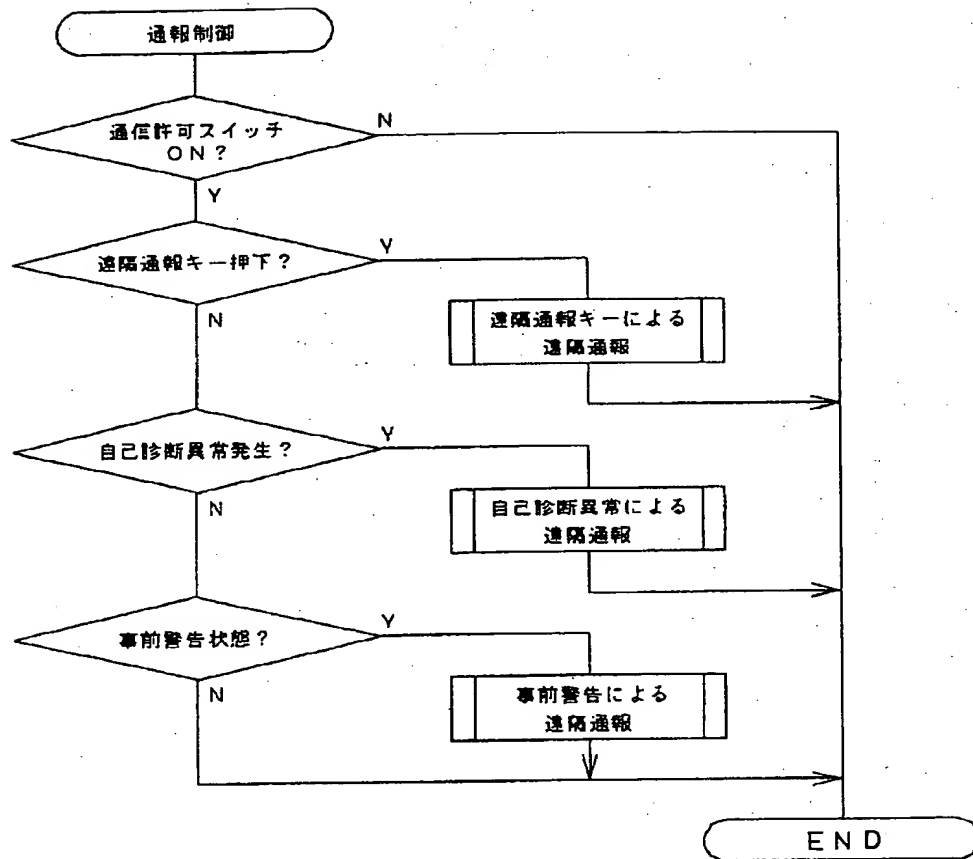 通報制御
通信許可スイッチ
ON?
N
Y
遠隔通報キー押下?
Y
N
遠隔通報キーによる
遠隔通報
自己診断異常発生?
Y
N
自己診断異常による
遠隔通報
事前警告状態?
Y
N
事前警告による
遠隔通報
END